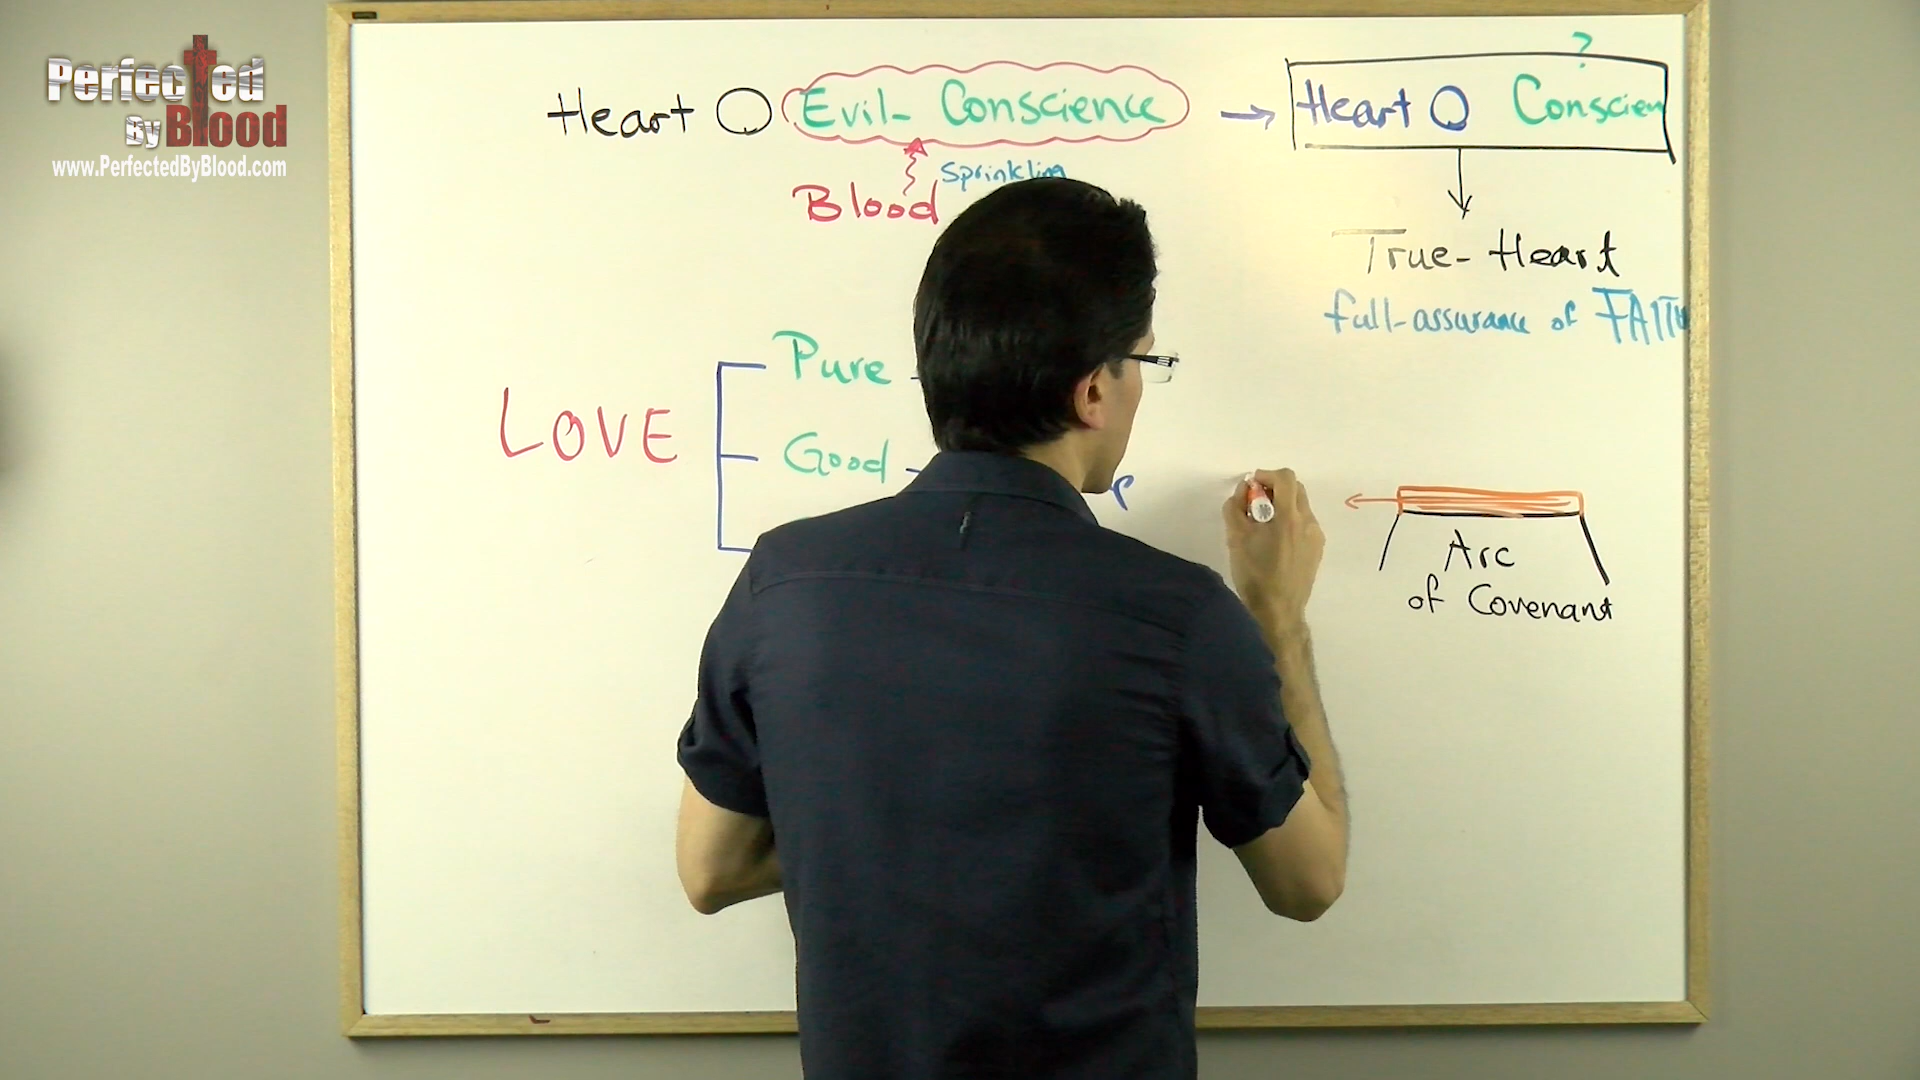 Perfected
By Blood
www.PerfectedByBlood.com
Heart Evil- Conscience → Heart Conscien
?
Sprinkling
Blood
True- Heart
full-assurance of FAITH
Pure
LOVE
Good
Arc
of Covenant